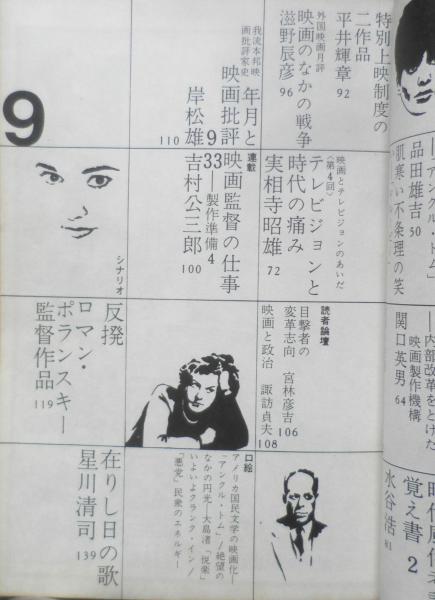 特別上映制度の
二作品
平井輝章 92
外国映画月評
映画のなかの戦争
滋野辰彦 96
我流本邦映
画批評家史
年月と
映画批評
9
岸松雄 110
9
「アンクル・トム」
品田雄吉 50
肌寒い不条理の笑
映画とテレビジョンのあいだ
〈第4回〉
テレビジョンと
時代の痛み
実相寺昭雄 72
連載
映画監督の仕事
33―製作準備4
吉村公三郎 100
内部改革をとげた
映画製作機構
関口英男 64
読者論壇
目撃者の
変革志向 宮林彦吉 106
映画と政治 諏訪貞夫 108
シナリオ
反撥
ロマン・
ポランスキー
監督作品 119
覚え書 2
水谷浩
口絵
アメリカ国民文学の映画化―
「アンクル・トム」／絶望の
なかの円光―大島渚「悦楽」
いよいよクランク・イン／
「悪党」民衆のエネルギー
在りし日の歌
星川清司 139